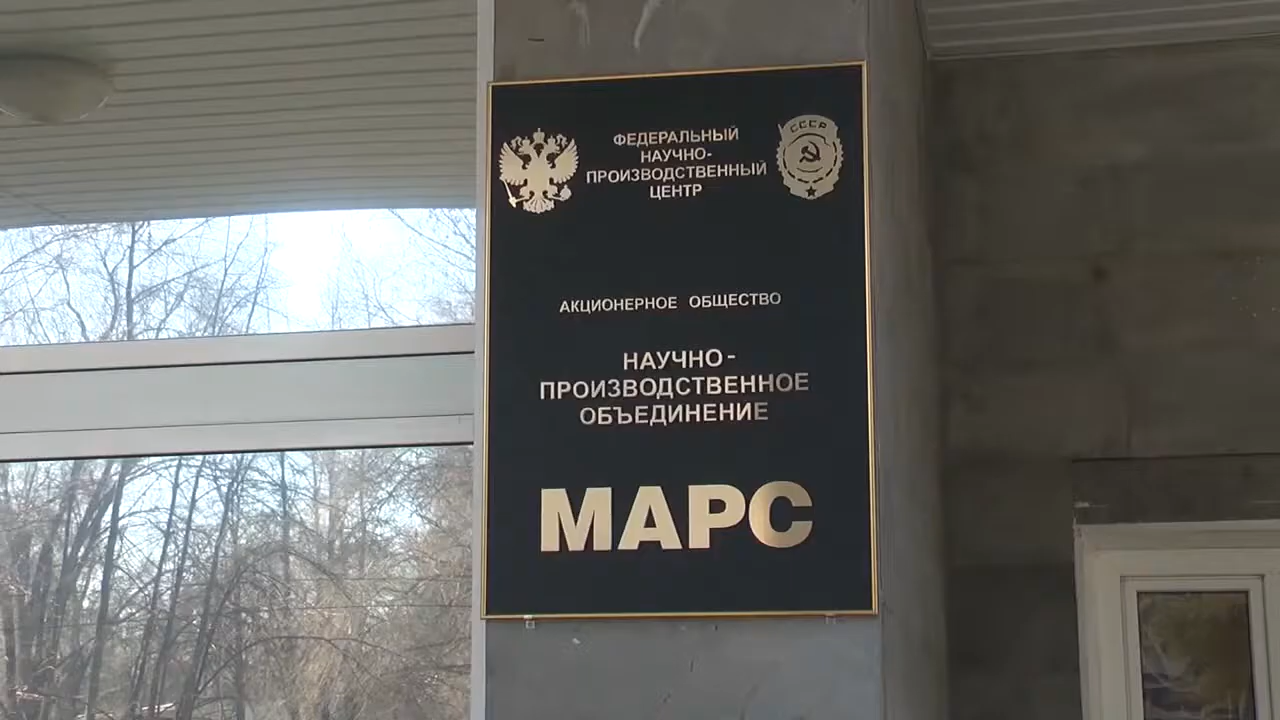 ФЕДЕРАЛЬНЫЙ
НАУЧНО-
ПРОИЗВОДСТВЕННЫЙ
ЦЕНТР
СССР
АКЦИОНЕРНОЕ ОБЩЕСТВО
НАУЧНО-
ПРОИЗВОДСТВЕННОЕ
ОБЪЕДИНЕНИЕ
МАРС